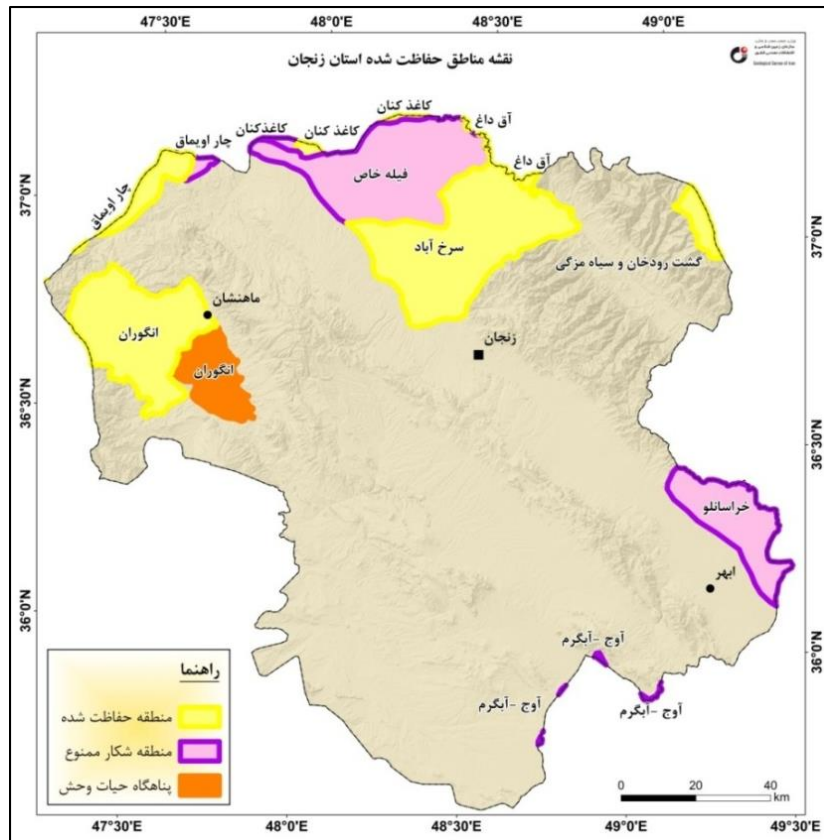 47°30'E
48°0'E
48°30'E
49°0'E
نقشه مناطق حفاظت شده استان زنجان
Geological Survey of Iran
کاغذ کنان
آق داغ
کاغذکنان
کاغذ کنان
چار اویماق
آق داغ
فیله خاص
چار اویماق
37°0'N
37°0'N
سرخ آباد
گشت رودخان و سیاه مزگی
ماهنشان
انگوران
زنجان
انگوران
36°30'N
36°30'N
خراسانلو
ابهر
36°0'N
36°0'N
آوج -آبگرم
آوج -آبگرم
آوج -آبگرم
راهنما
منطقه حفاظت شده
منطقه شکار ممنوع
پناهگاه حیات وحش
0 20 40
km
47°30'E
48°0'E
48°30'E
49°0'E
49°30'E